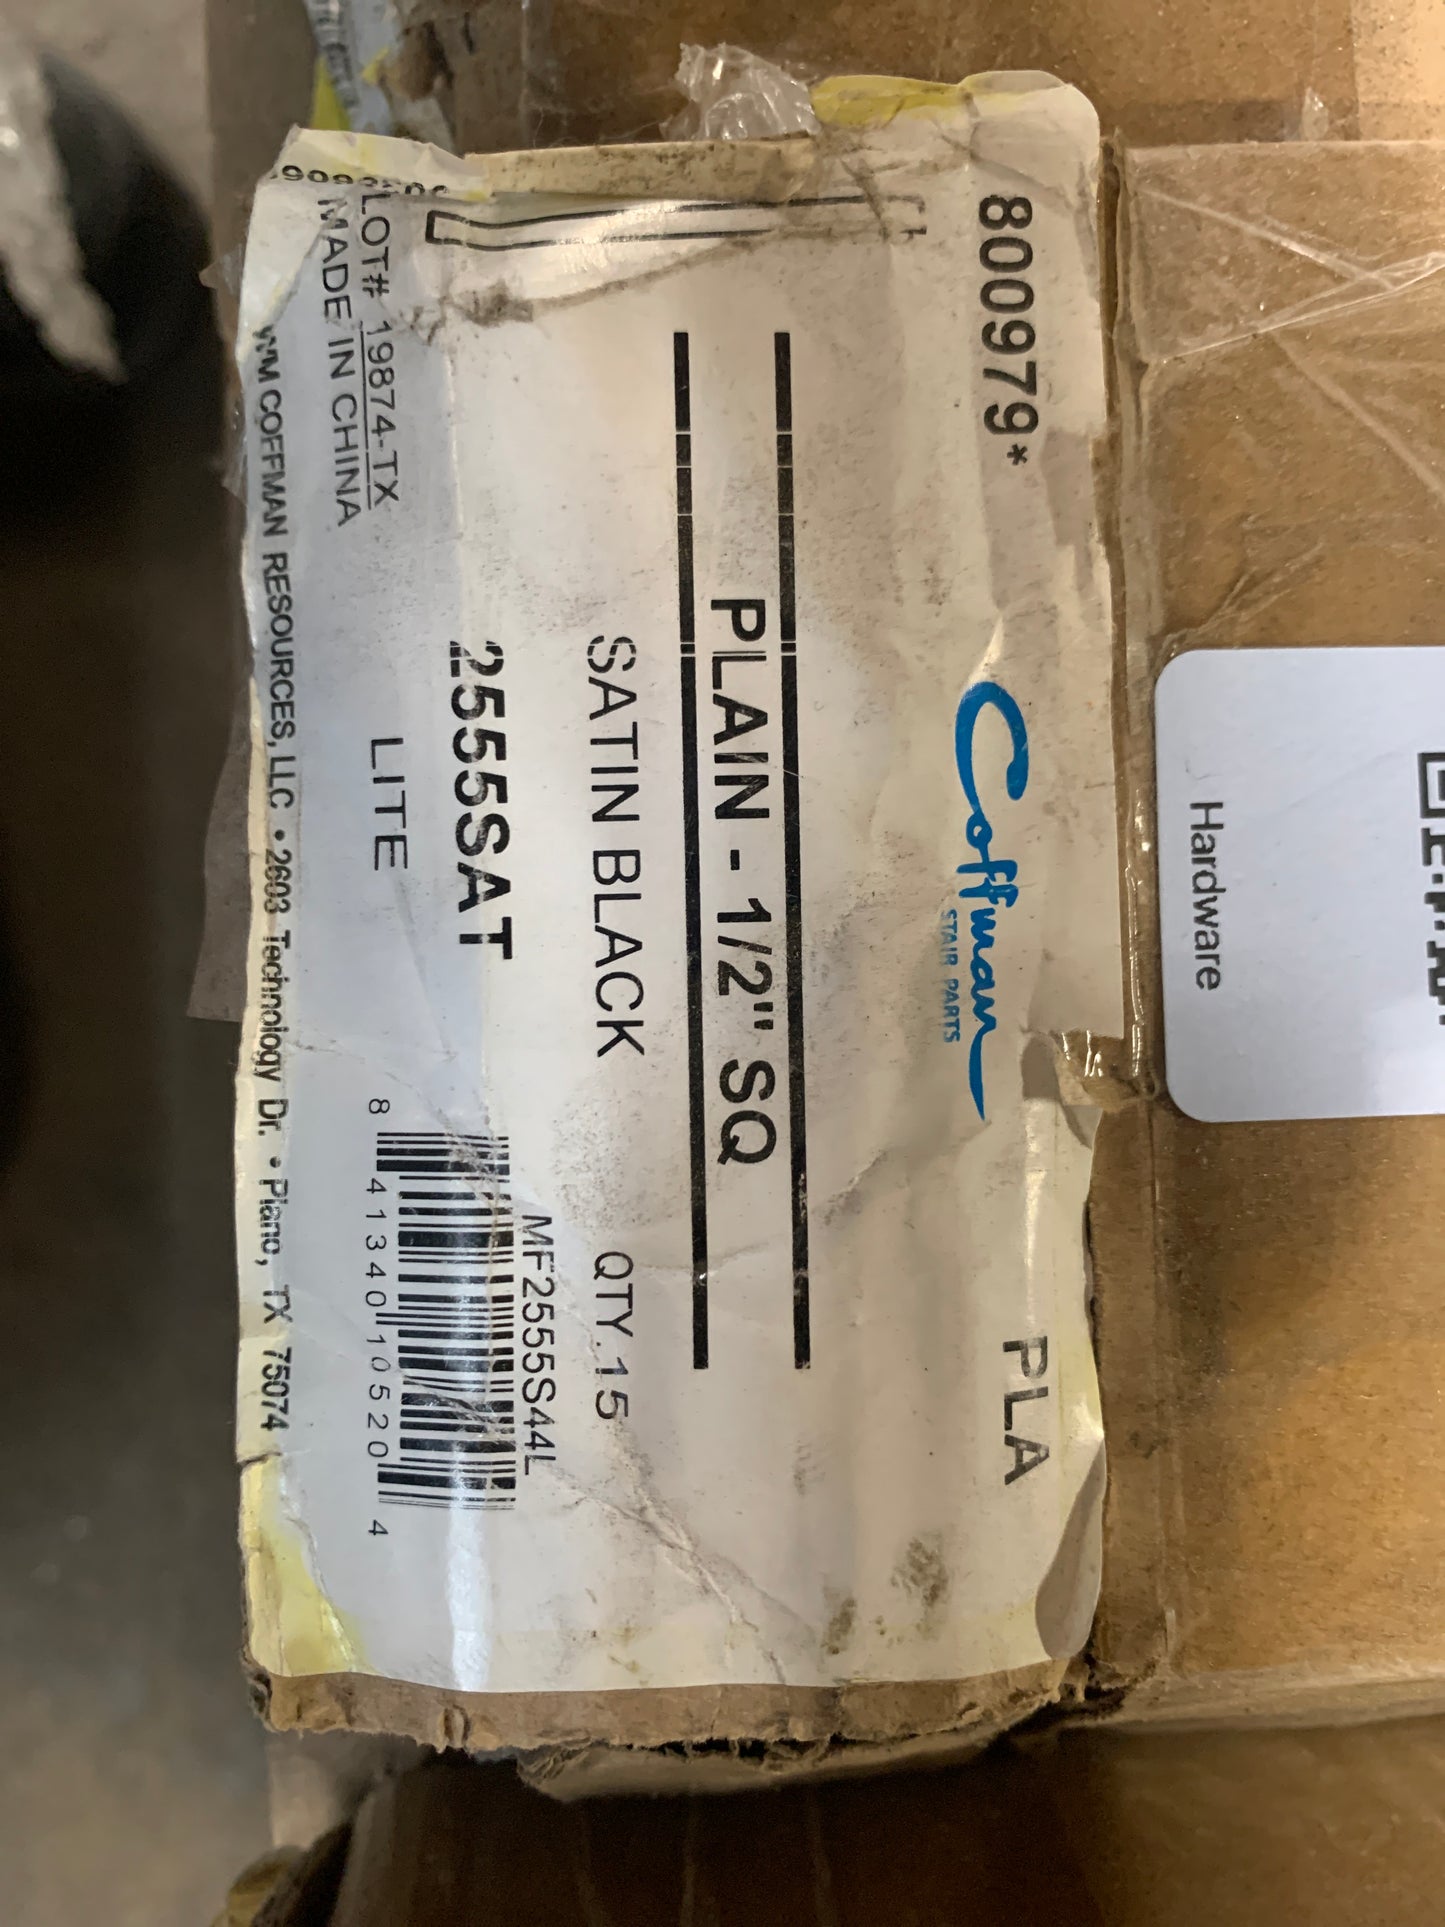 800979*
PLA
Coffman
STAIR PARTS
PLAIN - 1/2" SQ
SATIN BLACK
QTY. 15
2555SAT
MF2555S44L
LITE
8 41340 10520 4
LOT# 19874-TX
MADE IN CHINA
WM COFFMAN RESOURCES, LLC • 2603 Technology Dr. • Plano, TX 75074
Hardware